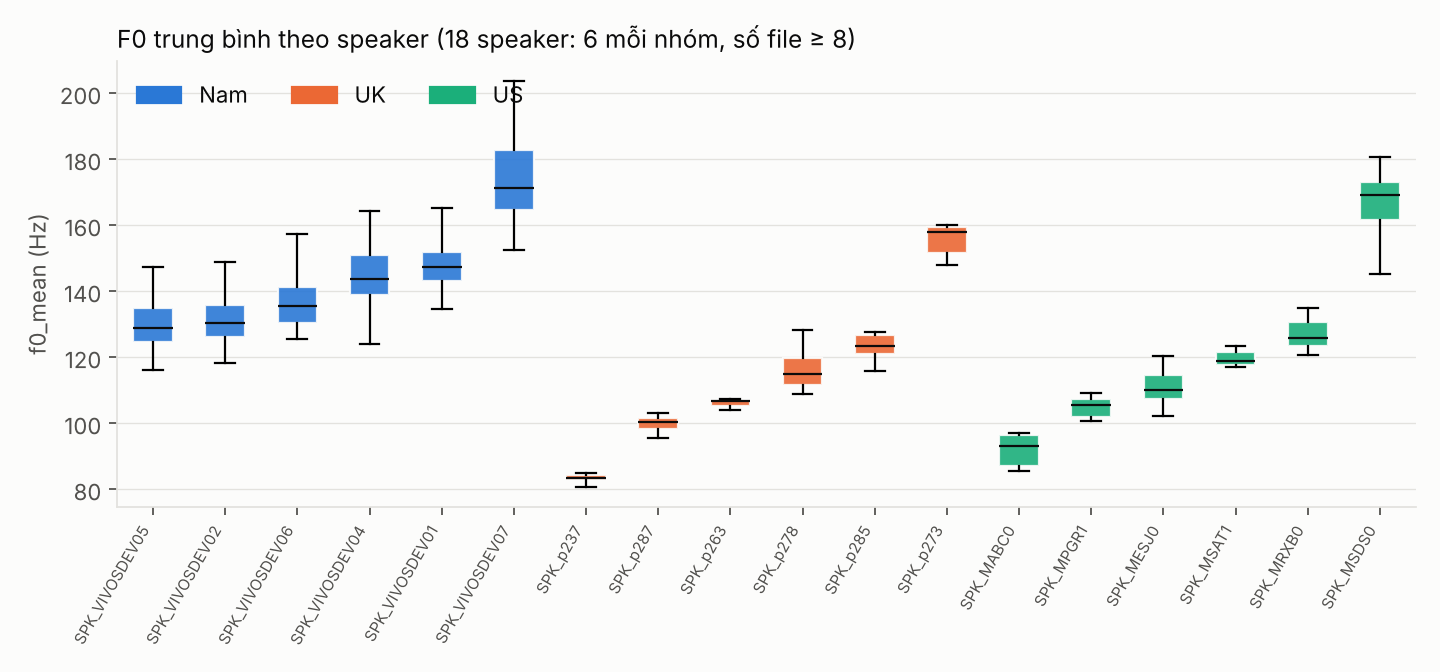 F0 trung bình theo speaker (18 speaker: 6 mỗi nhóm, số file ≥ 8)
Nam UK US
f0_mean (Hz)
200
180
160
140
120
100
80
SPK_VIVOSDEV05
SPK_VIVOSDEV02
SPK_VIVOSDEV06
SPK_VIVOSDEV04
SPK_VIVOSDEV01
SPK_VIVOSDEV07
SPK_p237
SPK_p287
SPK_p263
SPK_p278
SPK_p285
SPK_p273
SPK_MABC0
SPK_MPGR1
SPK_MESJ0
SPK_MSAT1
SPK_MRXB0
SPK_MSDS0